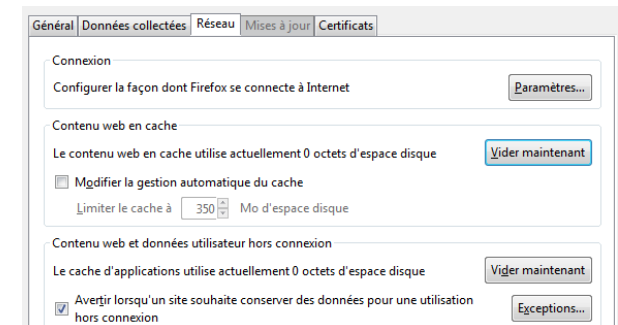 Général Données collectées Réseau Mises à jour Certificats
Connexion
Configurer la façon dont Firefox se connecte à Internet Paramètres...
Contenu web en cache
Le contenu web en cache utilise actuellement 0 octets d'espace disque Vider maintenant
Modifier la gestion automatique du cache
Limiter le cache à 350 Mo d'espace disque
Contenu web et données utilisateur hors connexion
Le cache d'applications utilise actuellement 0 octets d'espace disque Vider maintenant
Avertir lorsqu'un site souhaite conserver des données pour une utilisation
hors connexion Exceptions...